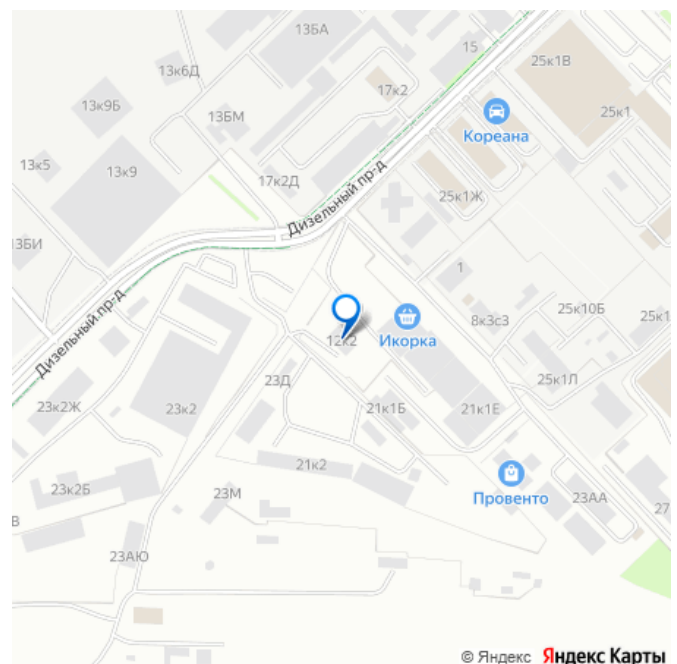 13БА
15
13к6Д
25к1В
17к2
13к9Б
13БМ
25к1
Кореана
13к5
13к9
17к2Д
25к1Ж
Дизельный пр-д
13БИ
1
25к10Б
Дизельный пр-д
8к3с3
25к1
12к2
Икорка
23Д
25к1Л
23к2Ж
23к2
21к1Б
21к1Е
21к2
23к2Б
23М
Провенто
23АА
27
В
23АЮ
© Яндекс Яндекс Карты